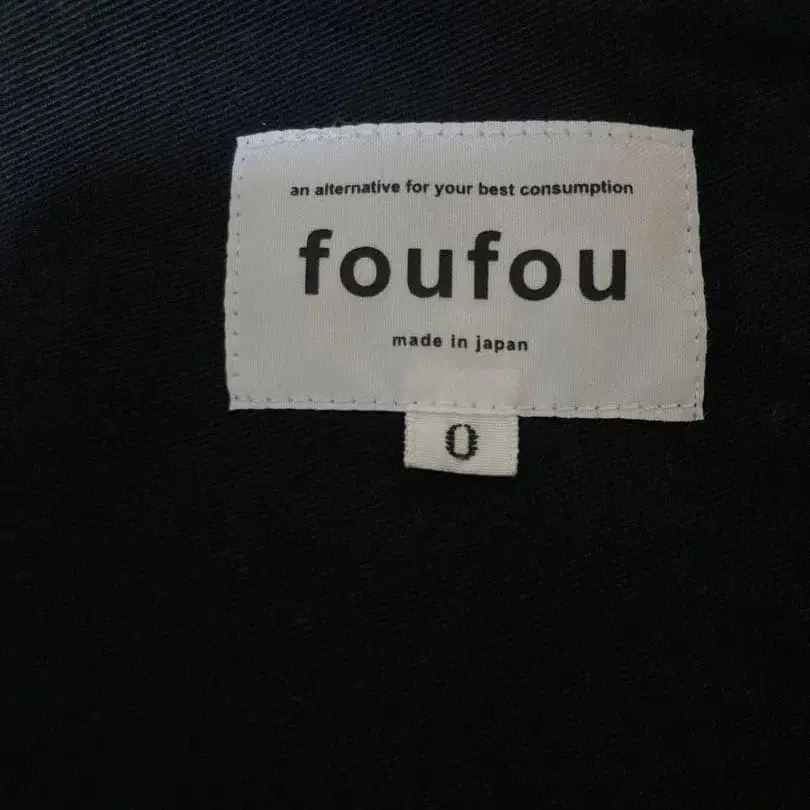 an alternative for your best consumption
foufou
made in japan
0